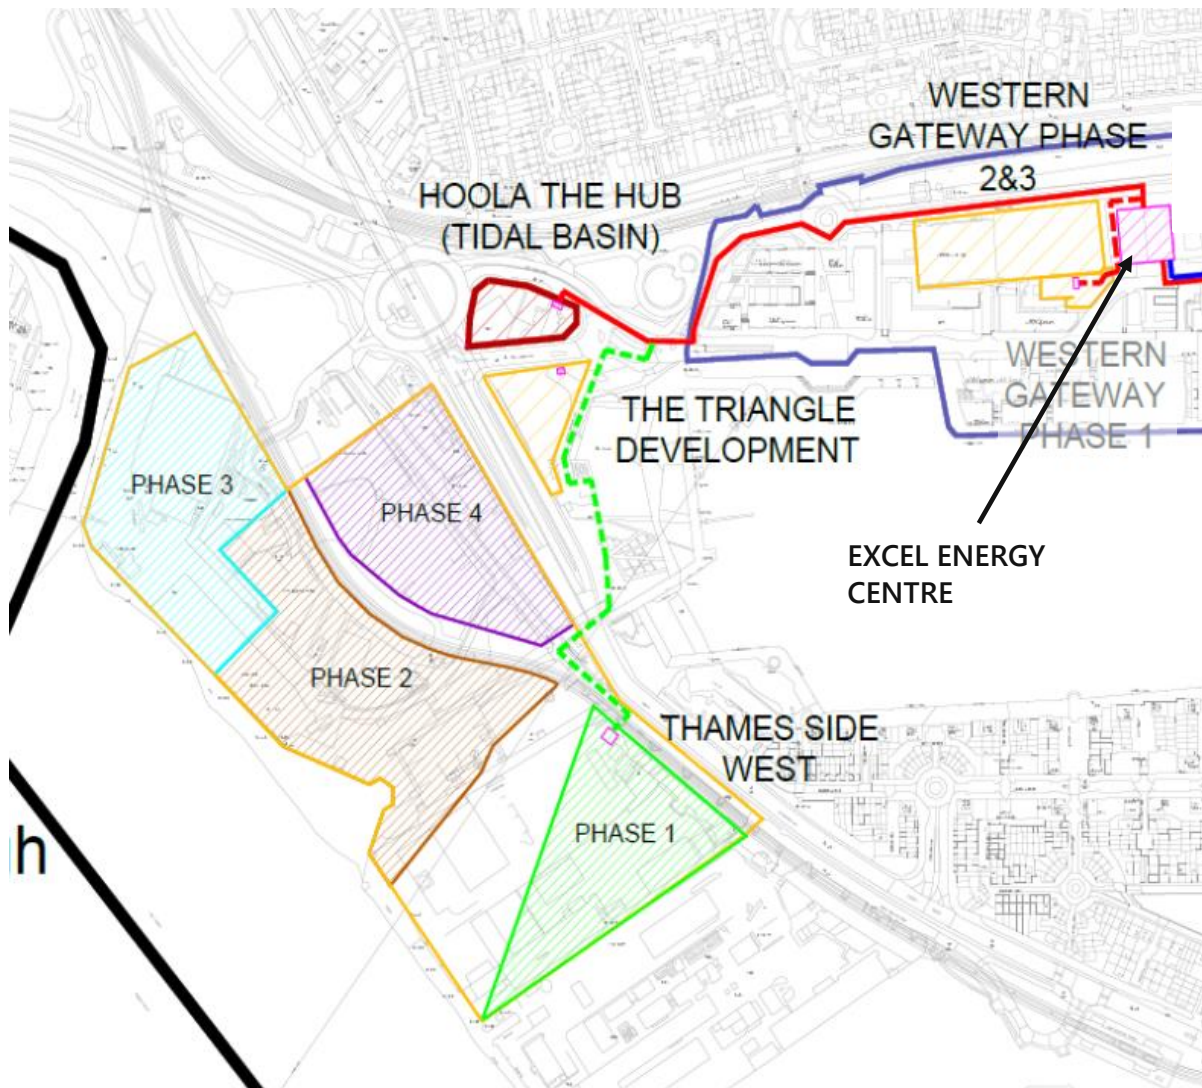 WESTERN
GATEWAY PHASE
2&3
HOOLA THE HUB
(TIDAL BASIN)
WESTERN
GATEWAY
PHASE 1
THE TRIANGLE
DEVELOPMENT
PHASE 3
PHASE 4
EXCEL ENERGY
CENTRE
PHASE 2
THAMES SIDE
WEST
PHASE 1
h